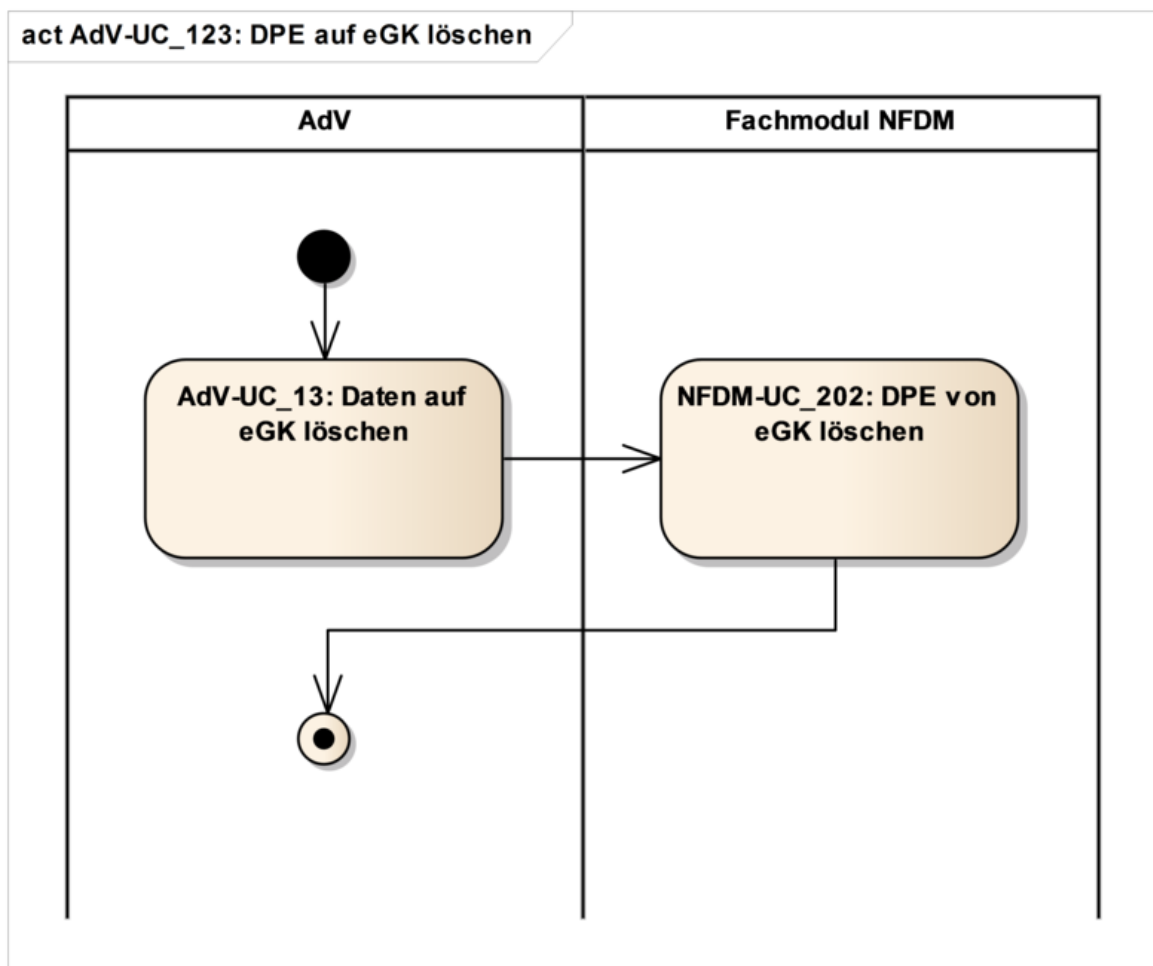 act AdV-UC_123: DPE auf eGK löschen
AdV
Fachmodul NFDM
AdV-UC_13: Daten auf
eGK löschen
NFDM-UC_202: DPE von
eGK löschen